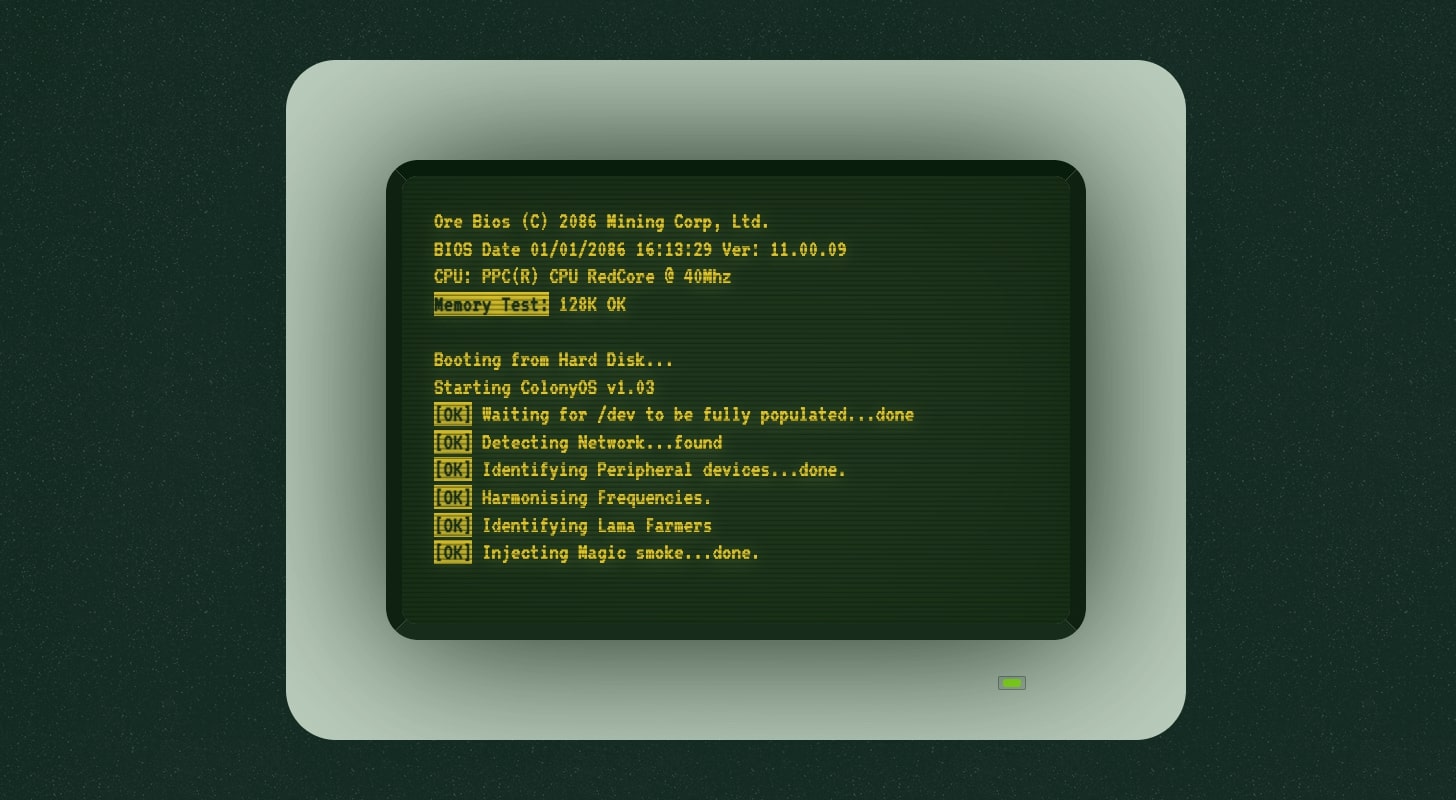 Ore Bios (C) 2086 Mining Corp, Ltd.
BIOS Date 01/01/2086 16:13:29 Ver: 11.00.09
CPU: PPC(R) CPU RedCore @ 40Mhz
Memory Test: 128K OK
Booting from Hard Disk...
Starting ColonyOS v1.03
[OK] Waiting for /dev to be fully populated...done
[OK] Detecting Network...found
[OK] Identifying Peripheral devices...done.
[OK] Harmonising Frequencies.
[OK] Identifying Lama Farmers
[OK] Injecting Magic smoke...done.